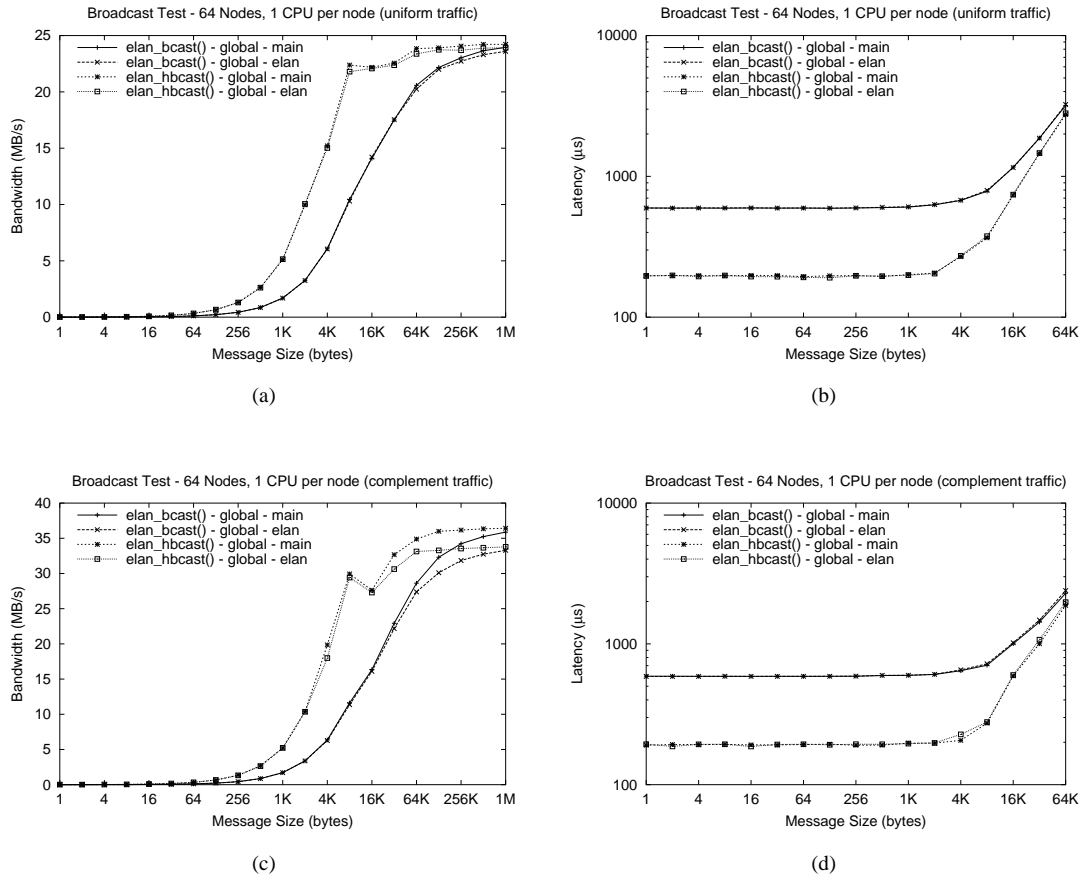 Broadcast Test - 64 Nodes, 1 CPU per node (uniform traffic)
elan_bcast() - global - main
elan_bcast() - global - elan
elan_hbcast() - global - main
elan_hbcast() - global - elan
25
20
15
10
5
0
Bandwidth (MB/s)
1 4 16 64 256 1K 4K 16K 64K 256K 1M
Message Size (bytes)
(a)
Broadcast Test - 64 Nodes, 1 CPU per node (uniform traffic)
elan_bcast() - global - main
elan_bcast() - global - elan
elan_hbcast() - global - main
elan_hbcast() - global - elan
10000
1000
100
Latency (µs)
1 4 16 64 256 1K 4K 16K 64K
Message Size (bytes)
(b)
Broadcast Test - 64 Nodes, 1 CPU per node (complement traffic)
elan_bcast() - global - main
elan_bcast() - global - elan
elan_hbcast() - global - main
elan_hbcast() - global - elan
40
35
30
25
20
15
10
5
0
Bandwidth (MB/s)
1 4 16 64 256 1K 4K 16K 64K 256K 1M
Message Size (bytes)
(c)
Broadcast Test - 64 Nodes, 1 CPU per node (complement traffic)
elan_bcast() - global - main
elan_bcast() - global - elan
elan_hbcast() - global - main
elan_hbcast() - global - elan
10000
1000
100
Latency (µs)
1 4 16 64 256 1K 4K 16K 64K
Message Size (bytes)
(d)